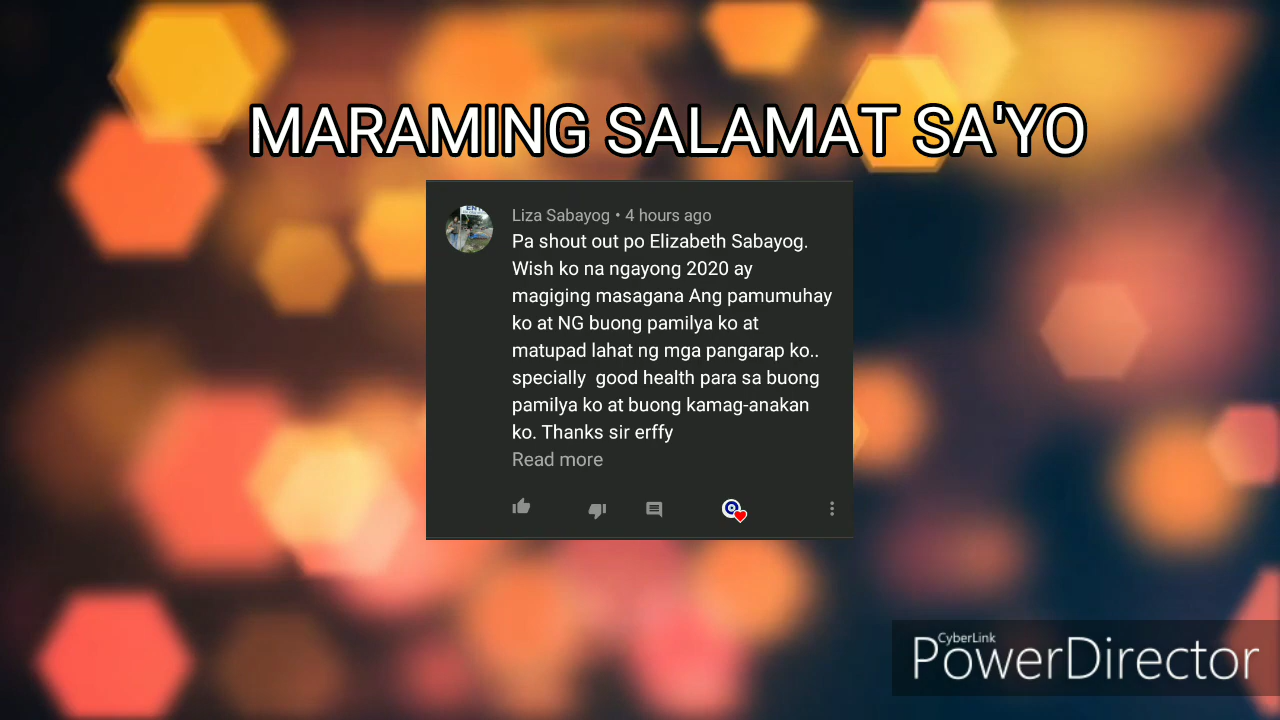 MARAMING SALAMAT SA'YO
Liza Sabayog • 4 hours ago
Pa shout out po Elizabeth Sabayog.
Wish ko na ngayong 2020 ay
magiging masagana Ang pamumuhay
ko at NG buong pamilya ko at
matupad lahat ng mga pangarap ko..
specially  good health para sa buong
pamilya ko at buong kamag-anakan
ko. Thanks sir erffy
Read more
CyberLink
PowerDirector